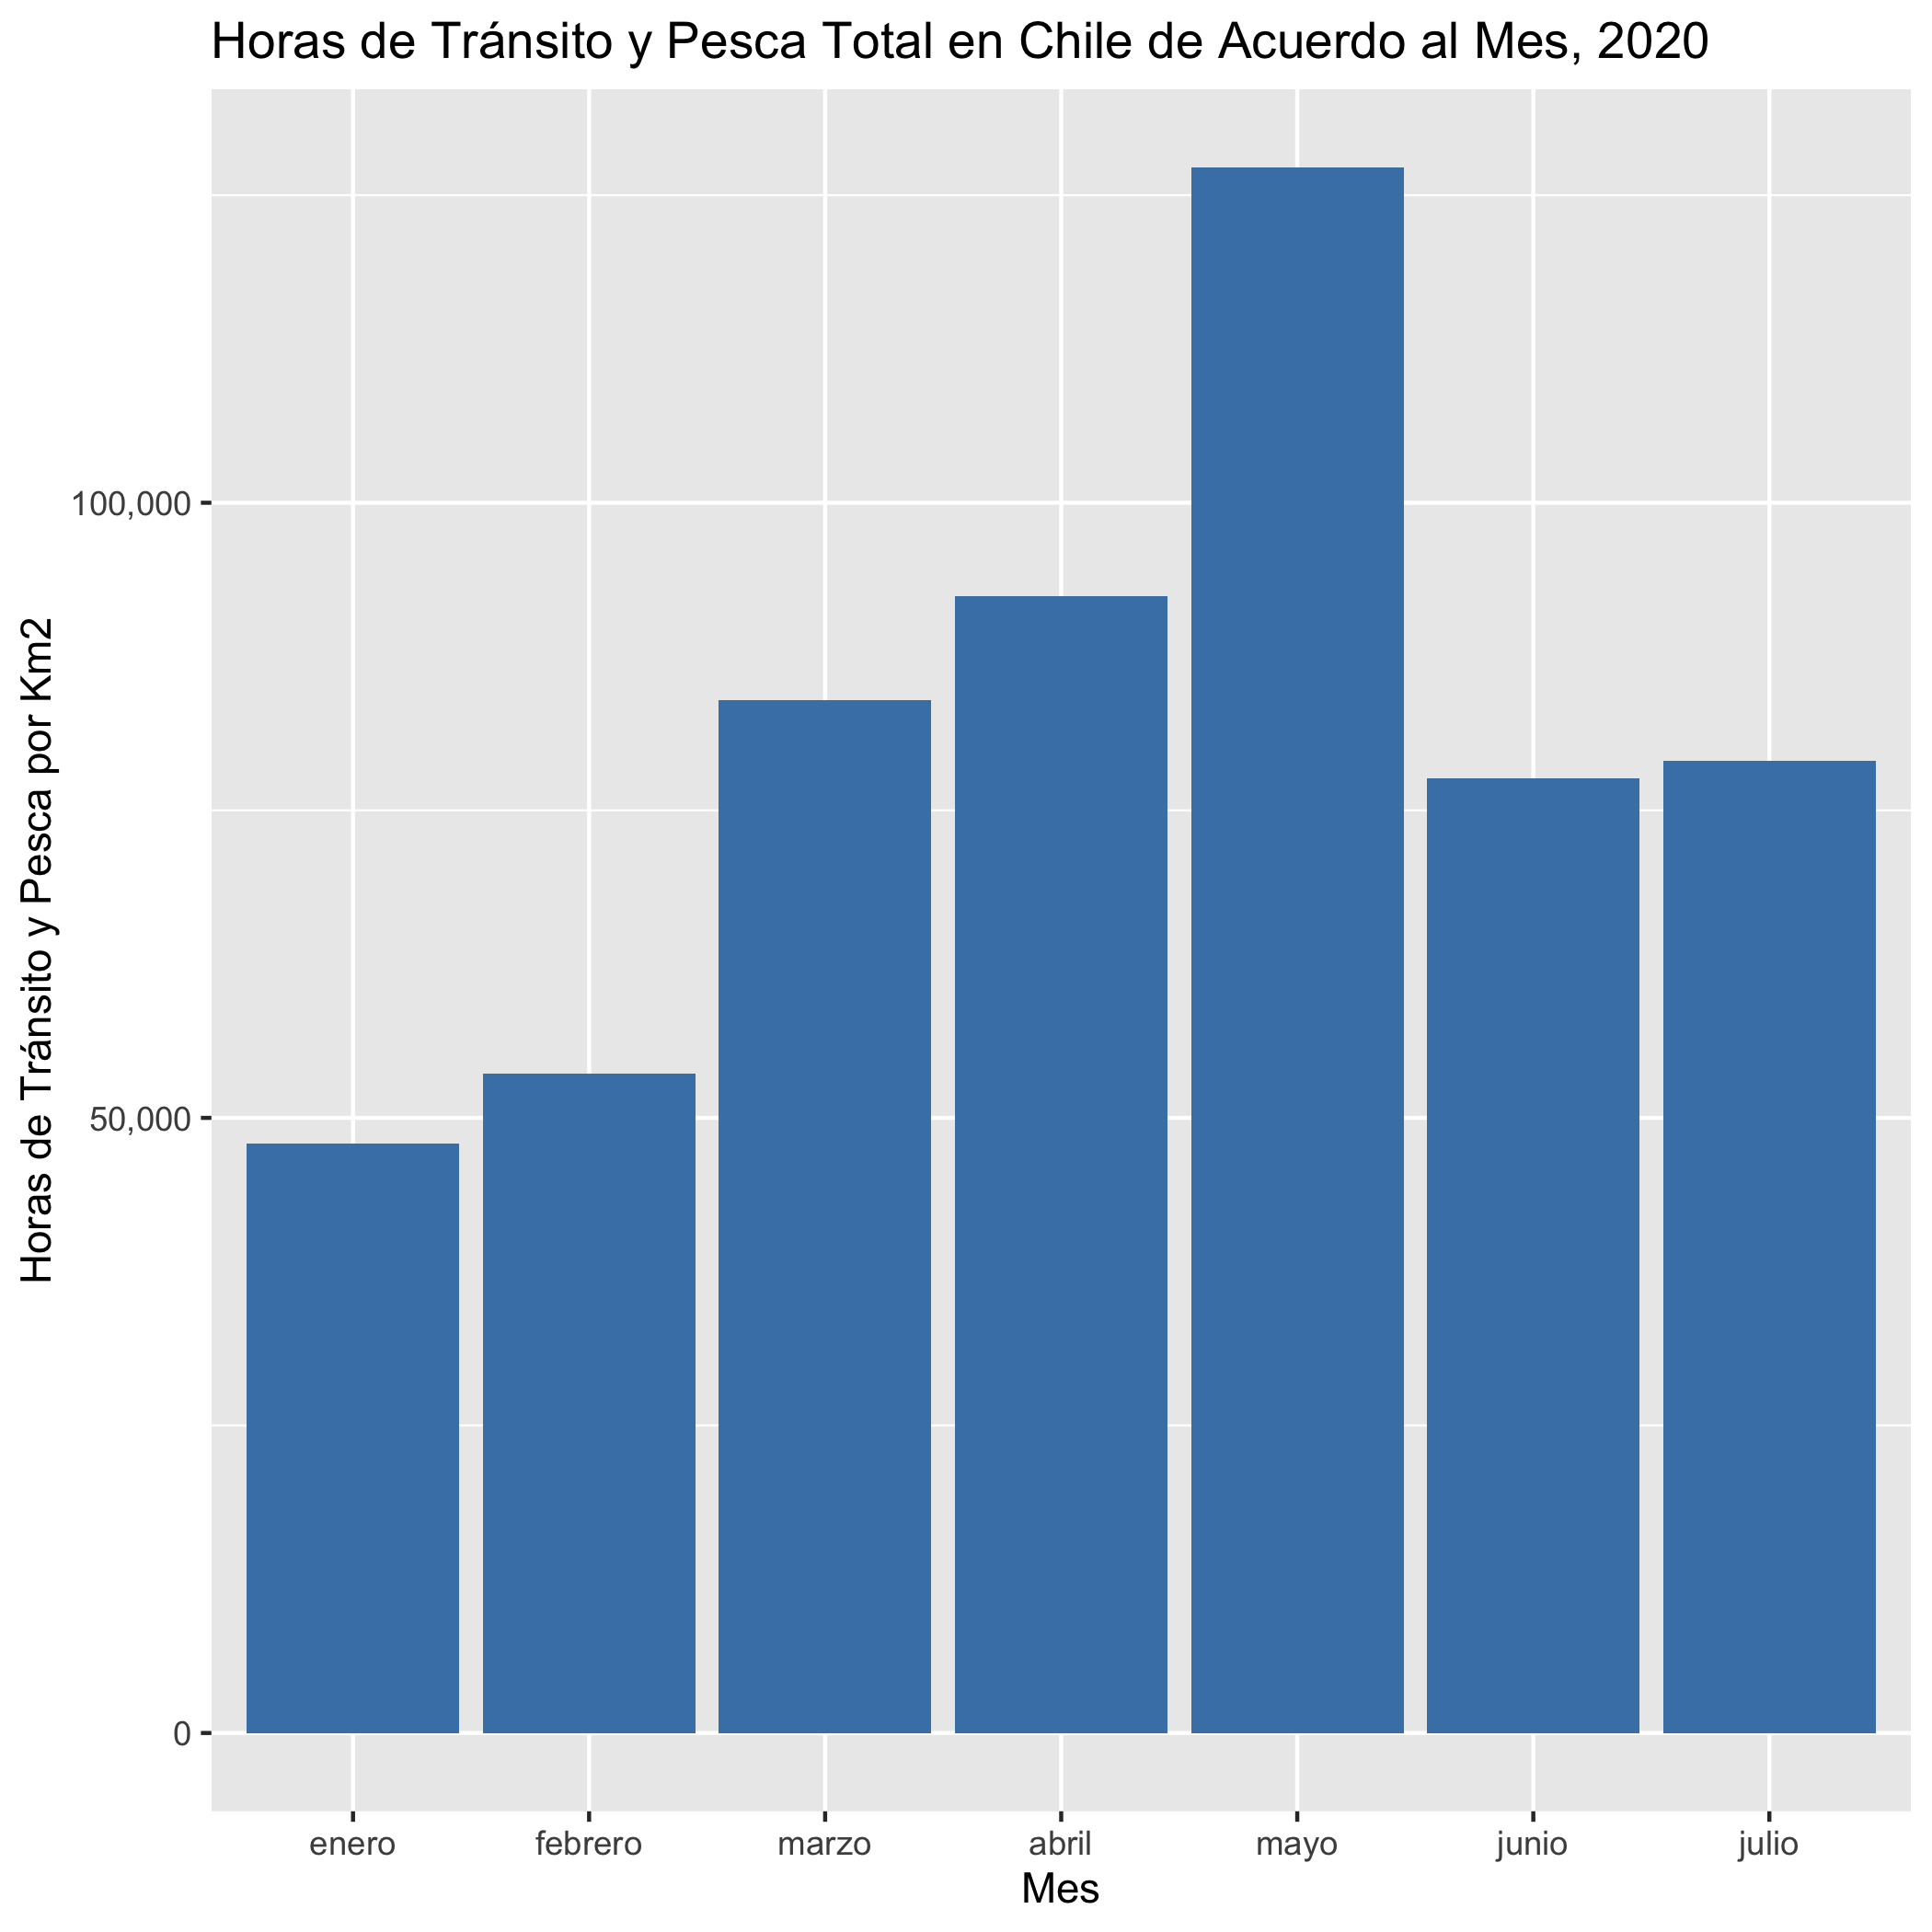 Horas de Tránsito y Pesca Total en Chile de Acuerdo al Mes, 2020
Horas de Tránsito y Pesca por Km2
100,000
50,000
0
enero febrero marzo abril mayo junio julio
Mes